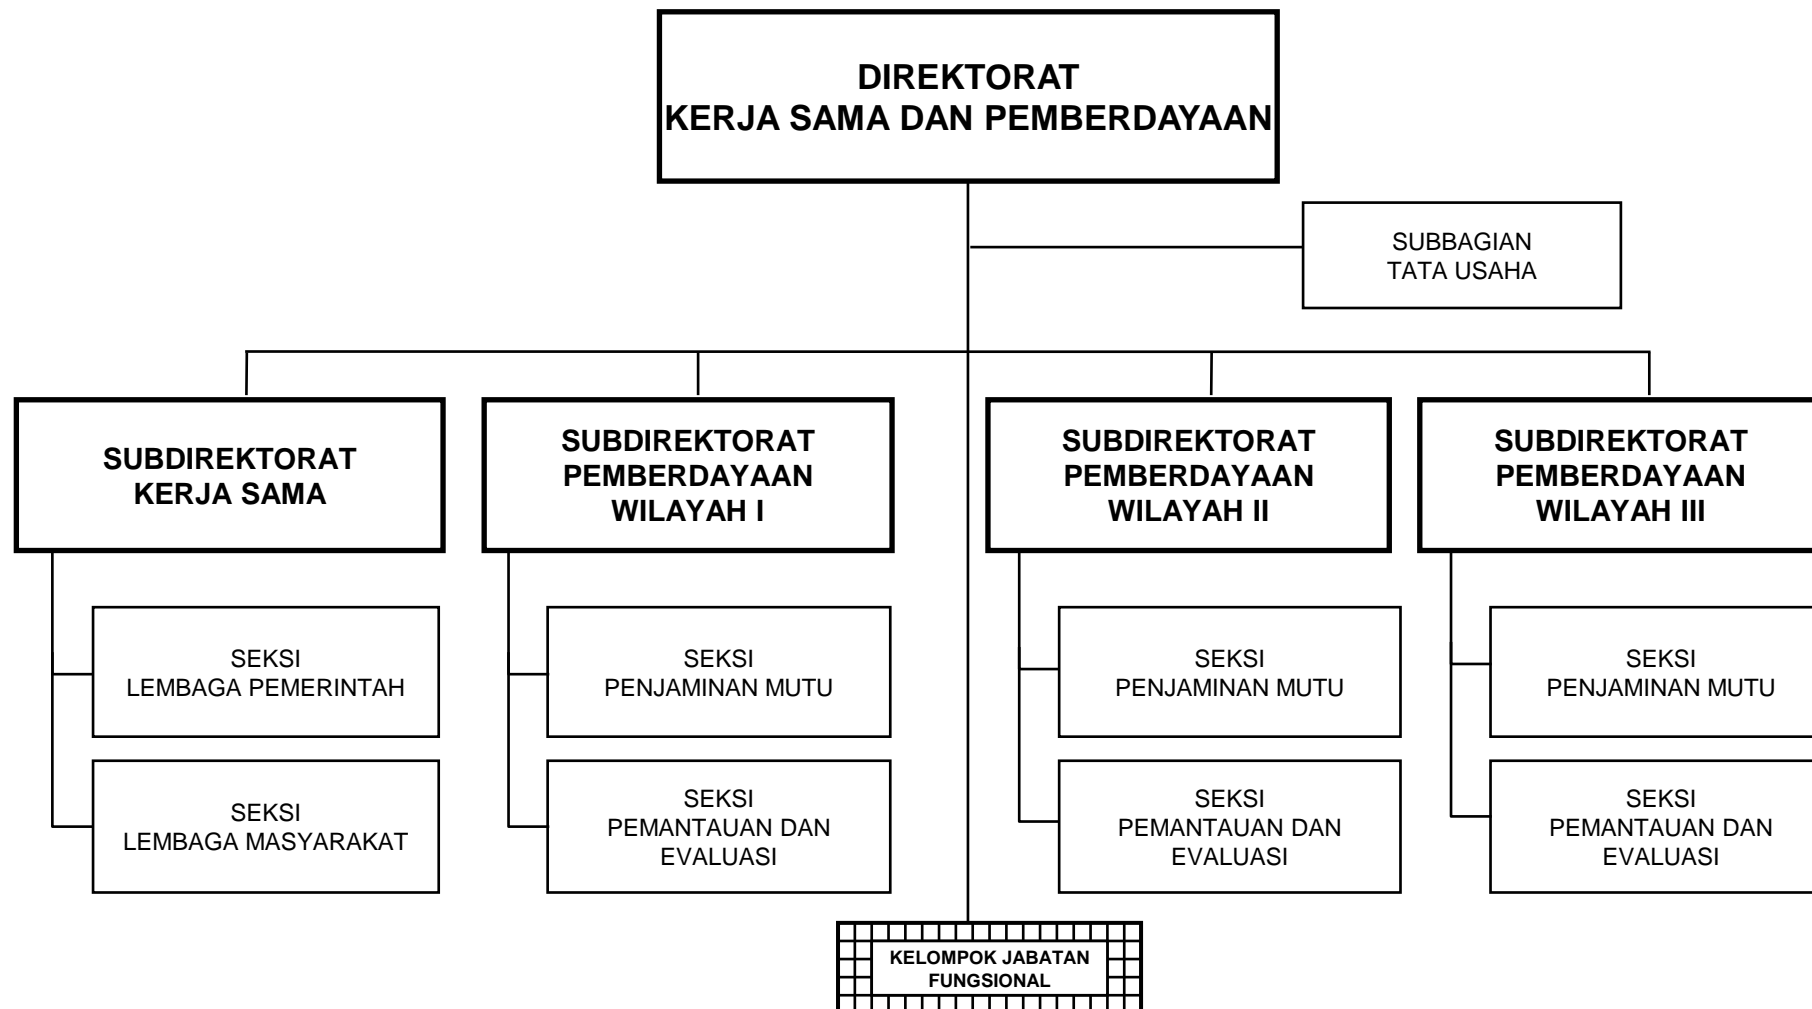 DIREKTORAT
KERJA SAMA DAN PEMBERDAYAAN
SUBBAGIAN
TATA USAHA
SUBDIREKTORAT
KERJA SAMA
SUBDIREKTORAT
PEMBERDAYAAN
WILAYAH I
SUBDIREKTORAT
PEMBERDAYAAN
WILAYAH II
SUBDIREKTORAT
PEMBERDAYAAN
WILAYAH III
SEKSI
LEMBAGA PEMERINTAH
SEKSI
PENJAMINAN MUTU
SEKSI
PENJAMINAN MUTU
SEKSI
PENJAMINAN MUTU
SEKSI
LEMBAGA MASYARAKAT
SEKSI
PEMANTAUAN DAN
EVALUASI
SEKSI
PEMANTAUAN DAN
EVALUASI
SEKSI
PEMANTAUAN DAN
EVALUASI
KELOMPOK JABATAN
FUNGSIONAL